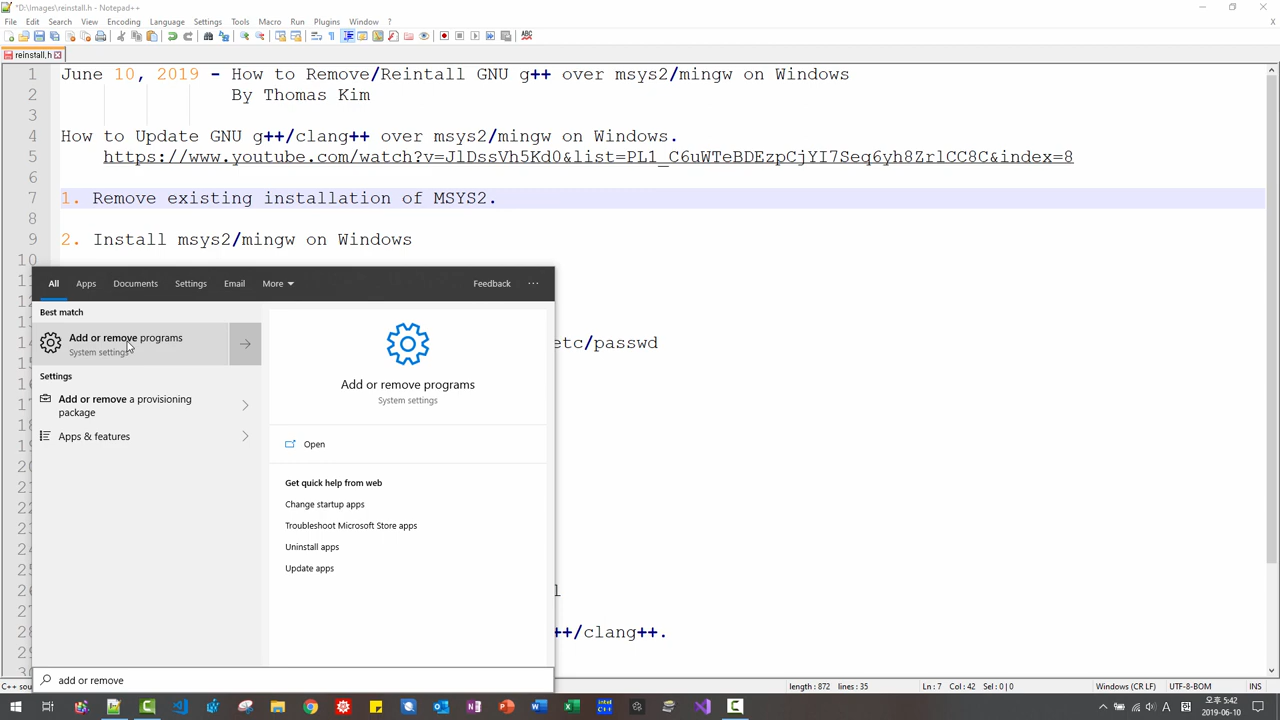 *D:\Images\reinstall.h - Notepad++
File Edit Search View Encoding Language Settings Tools Macro Run Plugins Window ?
X
reinstall.h
1 June 10, 2019 - How to Remove/Reintall GNU g++ over msys2/mingw on Windows
2 By Thomas Kim
3
4 How to Update GNU g++/clang++ over msys2/mingw on Windows.
5 https://www.youtube.com/watch?v=JlDssVh5Kd0&list=PL1_C6uWTeBDEzpCjYI7Seq6yh8ZrlCC8C&index=8
6
7 1. Remove existing installation of MSYS2.
8
9 2. Install msys2/mingw on Windows
10
etc/passwd
++/clang++.
All Apps Documents Settings Email More Feedback ...
Best match
Add or remove programs
System settings
Settings
Add or remove a provisioning
package
Apps & features
Add or remove programs
System settings
Open
Get quick help from web
Change startup apps
Troubleshoot Microsoft Store apps
Uninstall apps
Update apps
add or remove
C++ sou length : 872 lines : 35 Ln : 7 Col : 42 Sel : 0 | 0 Windows (CR LF) UTF-8-BOM INS
오후 5:42
2019-06-10